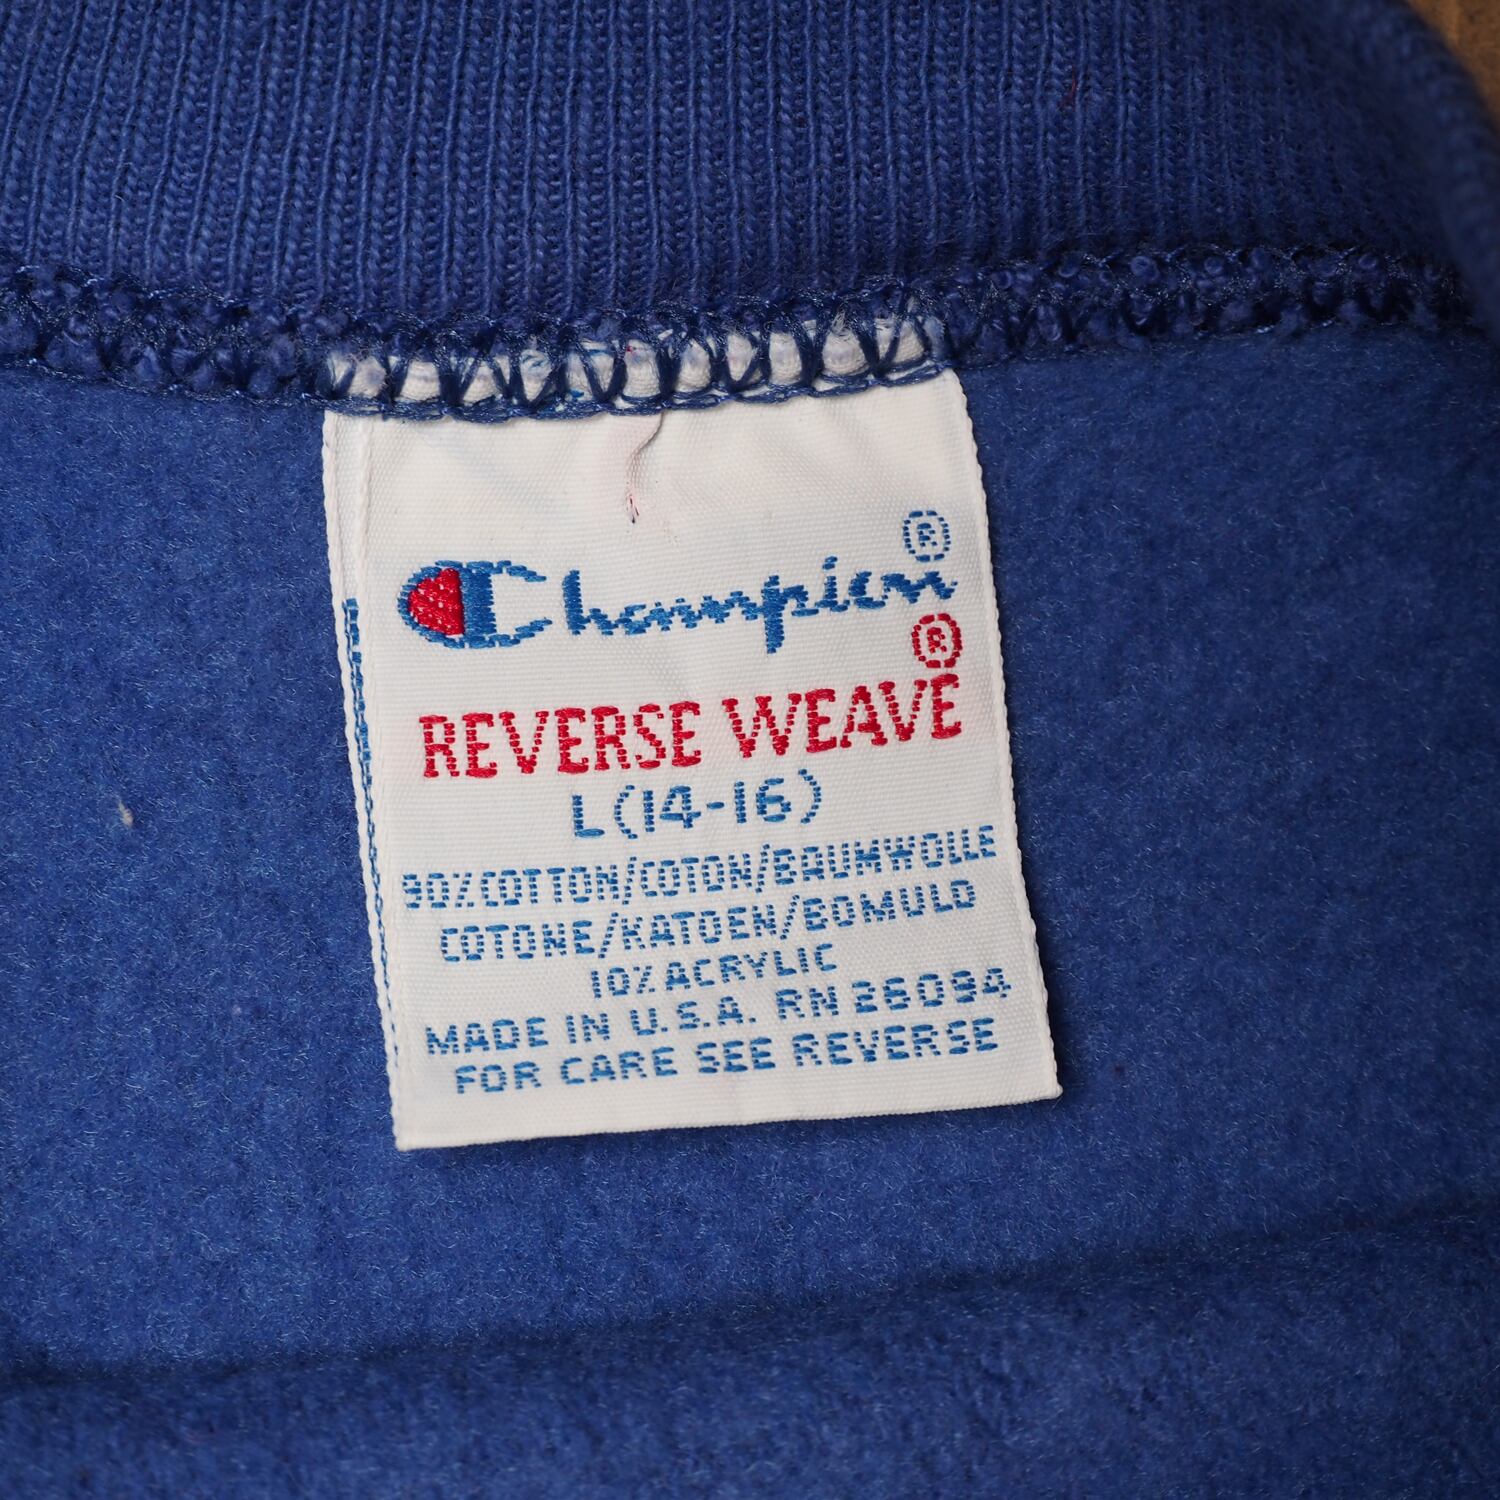 Champion®
REVERSE WEAVE®
L(14-16)
90% COTTON/COTON/BAUMWOLLE
COTONE/KATOEN/BOMULD
10% ACRYLIC
MADE IN U.S.A. RN 26094
FOR CARE SEE REVERSE